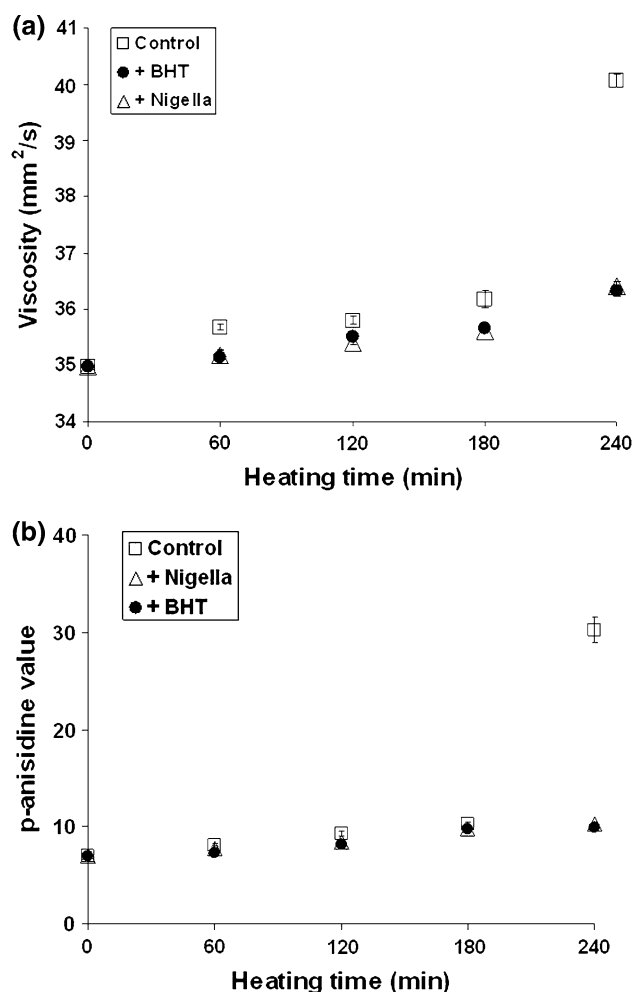 (a)
Control
+ BHT
+ Nigella
Viscosity (mm²/s)
41
40
39
38
37
36
35
34
0 60 120 180 240
Heating time (min)
(b)
Control
+ Nigella
+ BHT
p-anisidine value
40
30
20
10
0
0 60 120 180 240
Heating time (min)